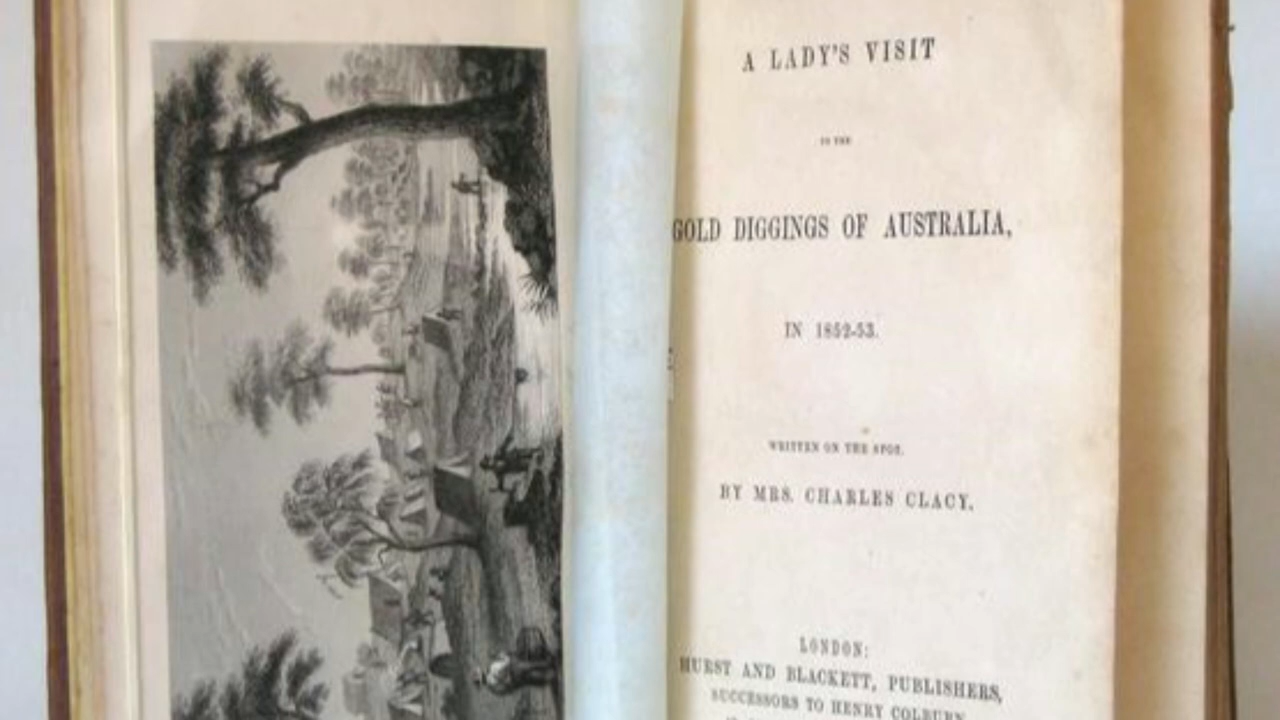 A LADY'S VISIT
TO THE
GOLD DIGGINGS OF AUSTRALIA,
IN 1852-53.
WRITTEN ON THE SPOT.
BY MRS. CHARLES CLACY.
LONDON:
HURST AND BLACKETT, PUBLISHERS,
SUCCESSORS TO HENRY COLBURN